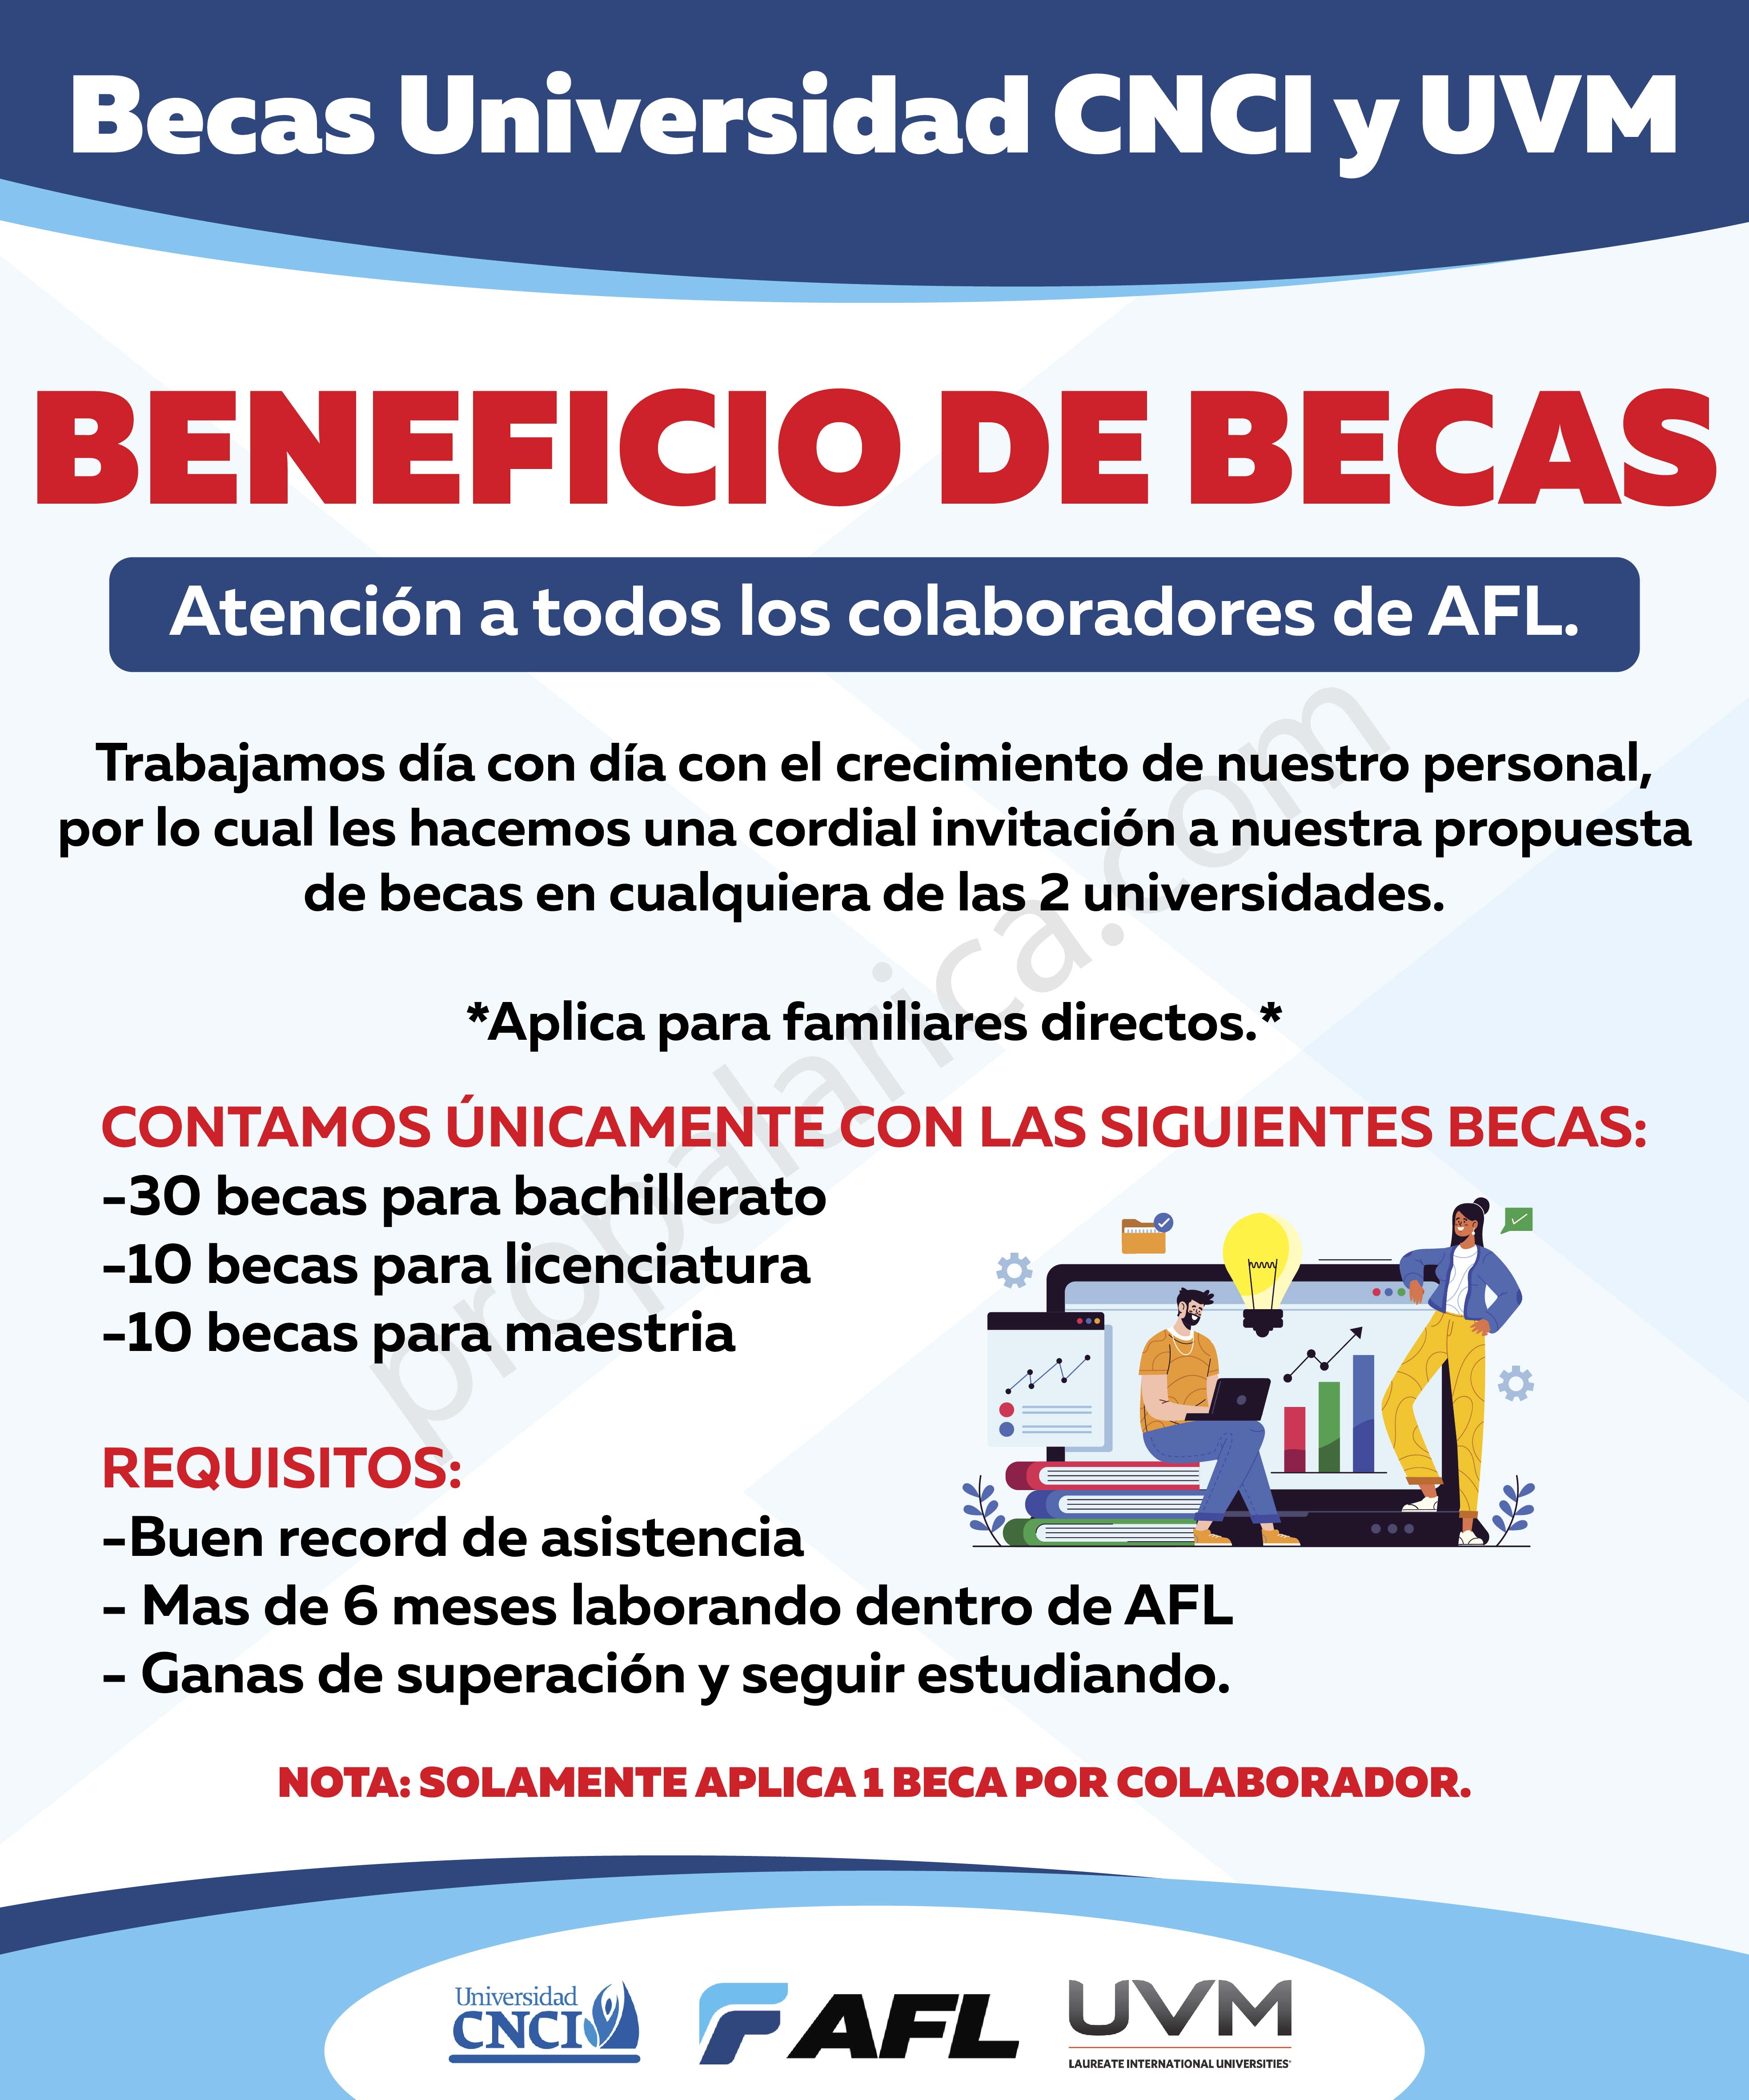 Becas Universidad CNCI y UVM
BENEFICIO DE BECAS
Atención a todos los colaboradores de AFL.
Trabajamos día con día con el crecimiento de nuestro personal,
por lo cual les hacemos una cordial invitación a nuestra propuesta
de becas en cualquiera de las 2 universidades.
*Aplica para familiares directos.*
propalarica.com
CONTAMOS ÚNICAMENTE CON LAS SIGUIENTES BECAS:
-30 becas para bachillerato
-10 becas para licenciatura
-10 becas para maestria
REQUISITOS:
-Buen record de asistencia
- Mas de 6 meses laborando dentro de AFL
- Ganas de superación y seguir estudiando.
NOTA: SOLAMENTE APLICA 1 BECA POR COLABORADOR.
Universidad
CNCI
AFL
UVM
LAUREATE INTERNATIONAL UNIVERSITIES